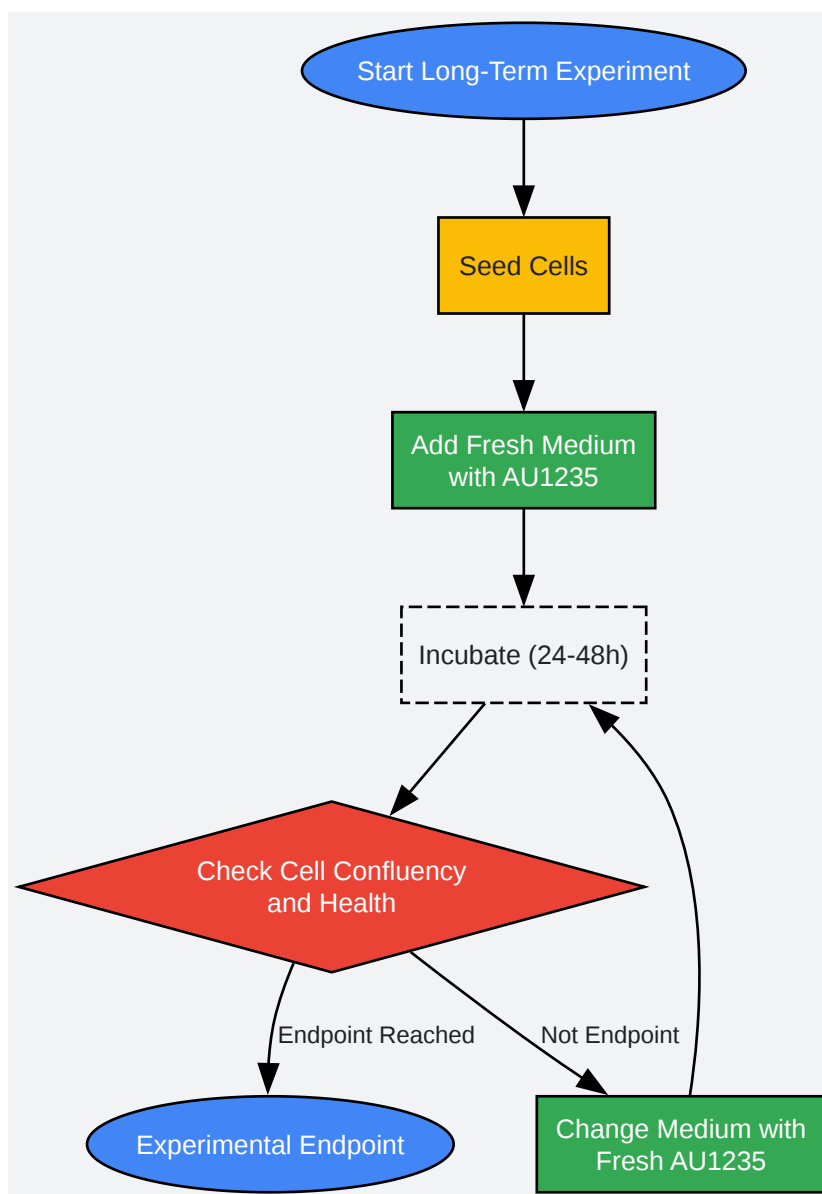 Start Long-Term Experiment
Seed Cells
Add Fresh Medium
with AU1235
Incubate (24-48h)
Check Cell Confluency
and Health
Endpoint Reached
Not Endpoint
Experimental Endpoint
Change Medium with
Fresh AU1235